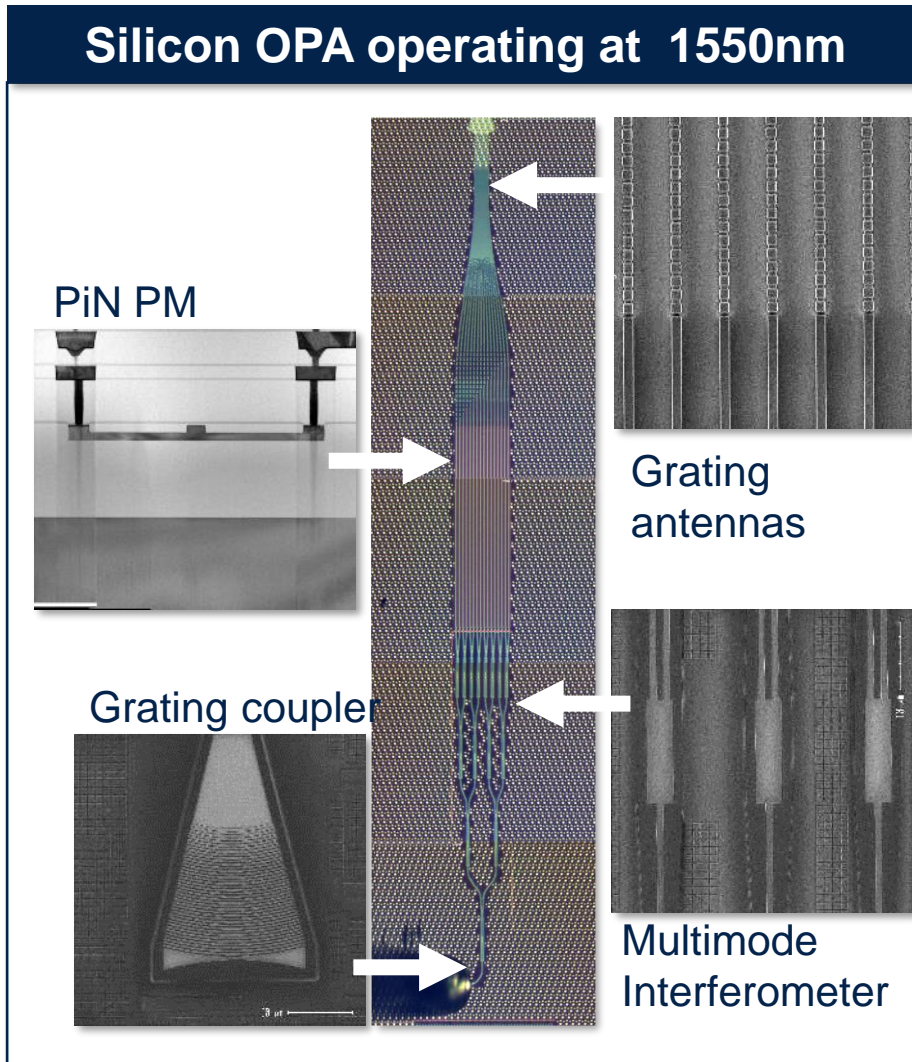 Silicon OPA operating at 1550nm
PiN PM
Grating
antennas
Grating coupler
Multimode
Interferometer